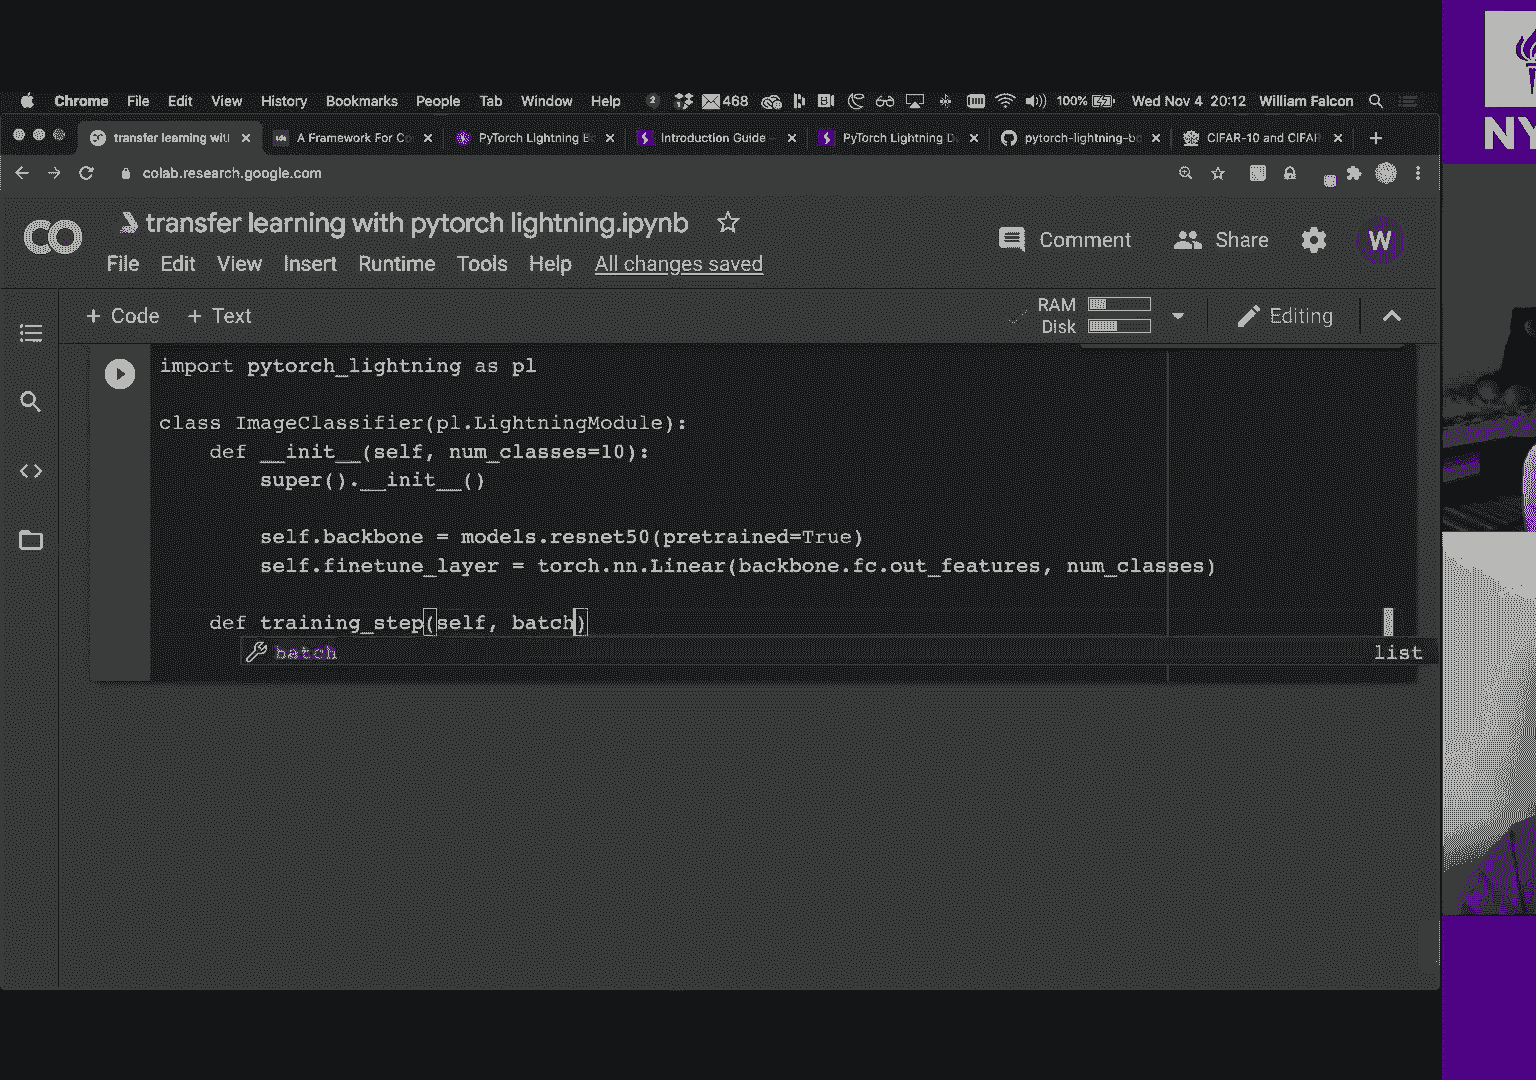 Chrome File Edit View History Bookmarks People Tab Window Help 2 468 100% Wed Nov 4 20:12 William Falcon
transfer learning wit A Framework For Co PyTorch Lightning B Introduction Guide - PyTorch Lightning D pytorch-lightning-bo CIFAR-10 and CIFAR
colab.research.google.com
transfer learning with pytorch lightning.ipynb
Comment Share W
File Edit View Insert Runtime Tools Help All changes saved
+ Code + Text RAM Disk Editing
import pytorch_lightning as pl
class ImageClassifier(pl.LightningModule):
def __init__(self, num_classes=10):
super().__init__()
self.backbone = models.resnet50(pretrained=True)
self.finetune_layer = torch.nn.Linear(backbone.fc.out_features, num_classes)
def training_step(self, batch)
batch list
NY